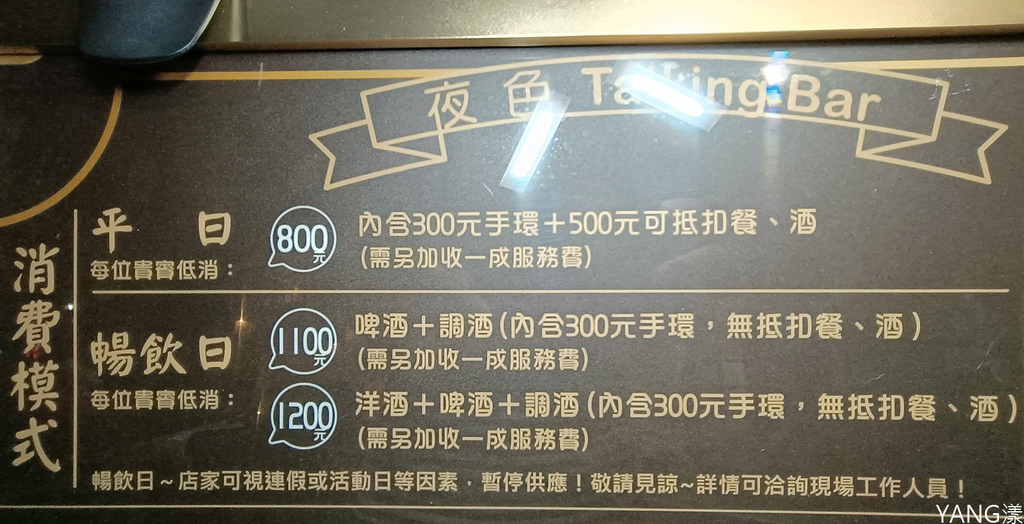 夜色 Talking Bar
消費模式
平日
每位貴賓低消：
800元
內含300元手環＋500元可抵扣餐、酒
(需另加收一成服務費)
暢飲日
每位貴賓低消：
1100元
啤酒＋調酒(內含300元手環，無抵扣餐、酒)
(需另加收一成服務費)
1200元
洋酒＋啤酒＋調酒(內含300元手環，無抵扣餐、酒)
(需另加收一成服務費)
暢飲日～店家可視連假或活動日等因素，暫停供應！敬請見諒~詳情可洽詢現場工作人員！
YANG漾